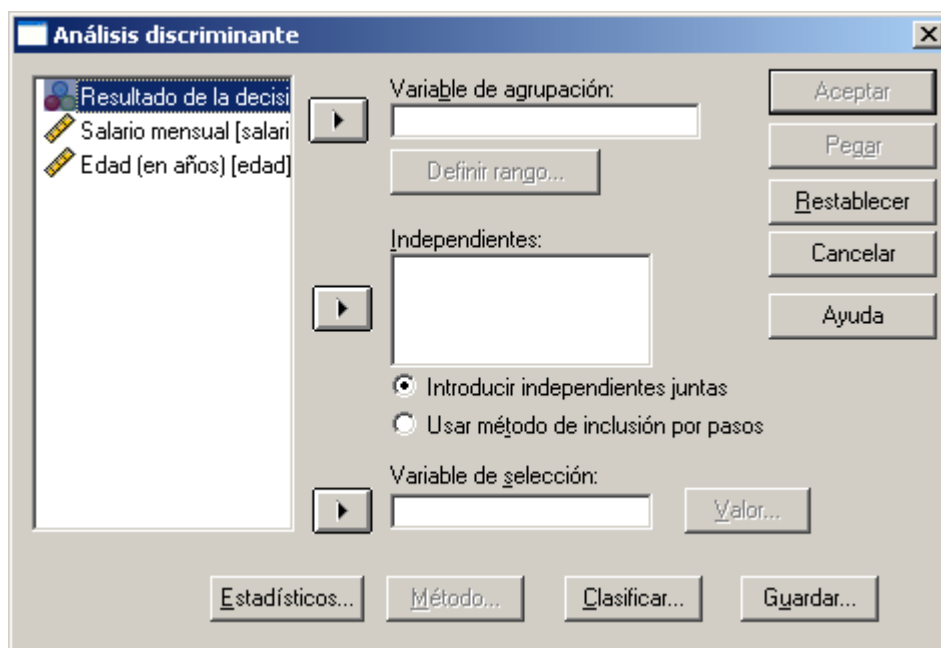 Análisis discriminante
Resultado de la decisi
Salario mensual [salari
Edad (en años) [edad]
Variable de agrupación:
Definir rango...
Independientes:
Introducir independientes juntas
Usar método de inclusión por pasos
Variable de selección:
Valor...
Aceptar
Pegar
Restablecer
Cancelar
Ayuda
Estadísticos...
Método...
Clasificar...
Guardar...